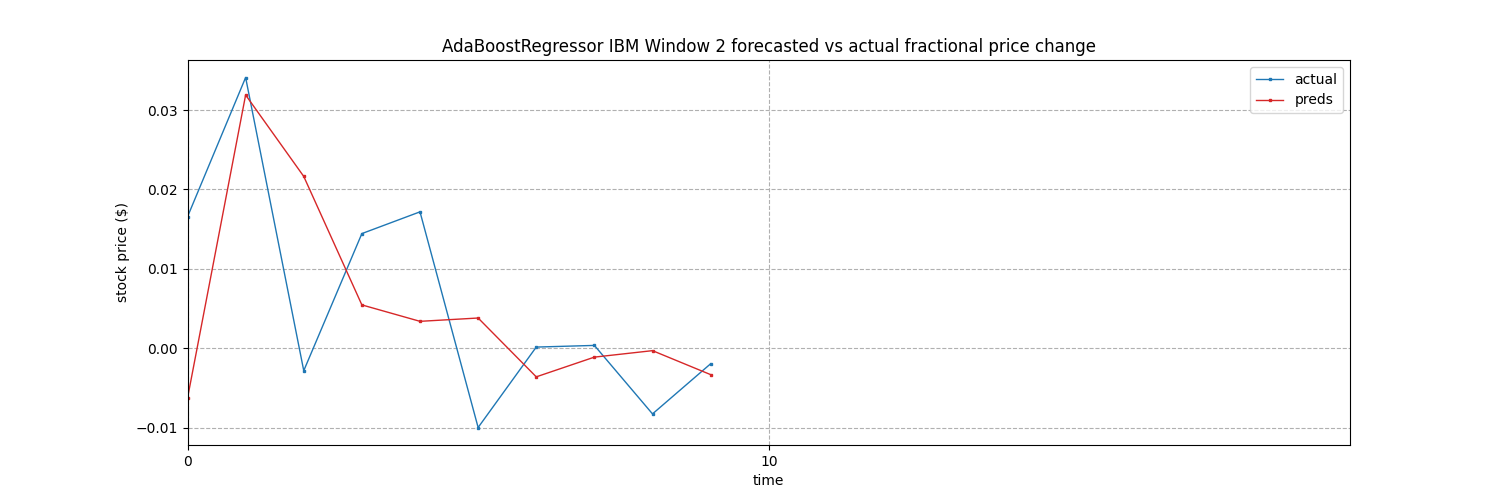 AdaBoostRegressor IBM Window 2 forecasted vs actual fractional price change
actual
preds
0.03
0.02
0.01
0.00
−0.01
stock price ($)
0
10
time